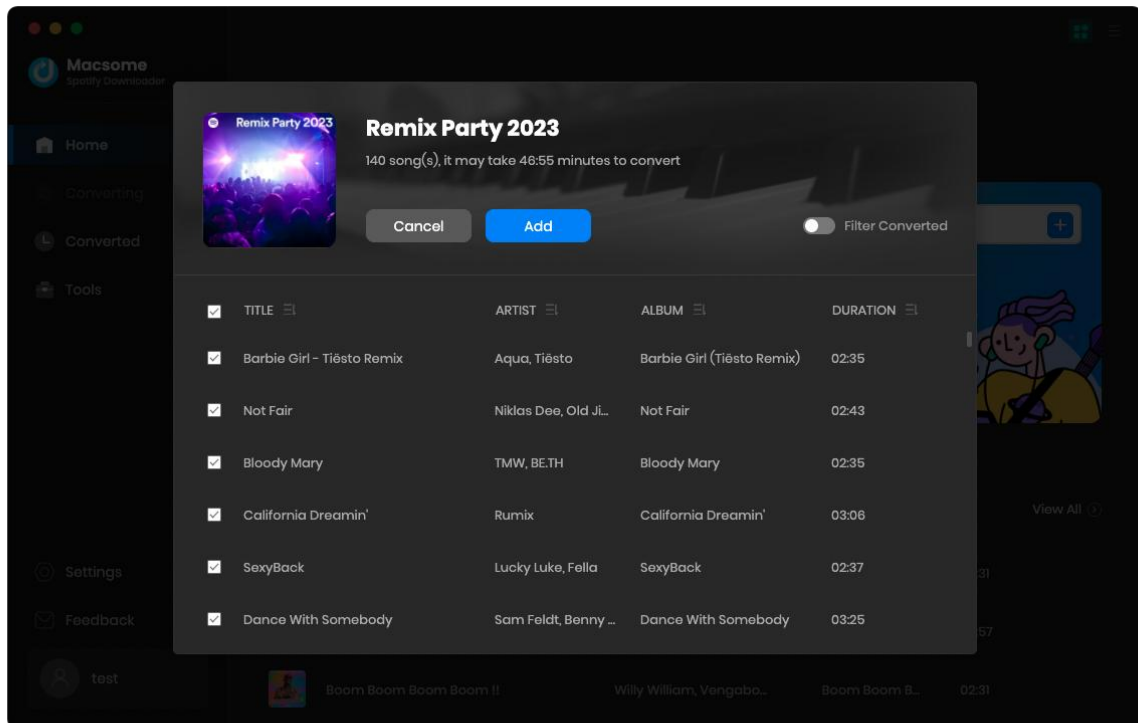 Macsome
Spotify Downloader
Home
Converting
Converted
Tools
Settings
Feedback
test
Remix Party 2023
Remix Party 2023
140 song(s), it may take 46:55 minutes to convert
Cancel Add Filter Converted
TITLE ARTIST ALBUM DURATION
Barbie Girl - Tiësto Remix Aqua, Tiësto Barbie Girl (Tiësto Remix) 02:35
Not Fair Niklas Dee, Old Ji... Not Fair 02:43
Bloody Mary TMW, BE.TH Bloody Mary 02:35
California Dreamin' Rumix California Dreamin' 03:06
SexyBack Lucky Luke, Fella SexyBack 02:37
Dance With Somebody Sam Feldt, Benny ... Dance With Somebody 03:25
View All
:31
:57
Boom Boom Boom Boom !! Willy William, Vengabo... Boom Boom B... 02:31